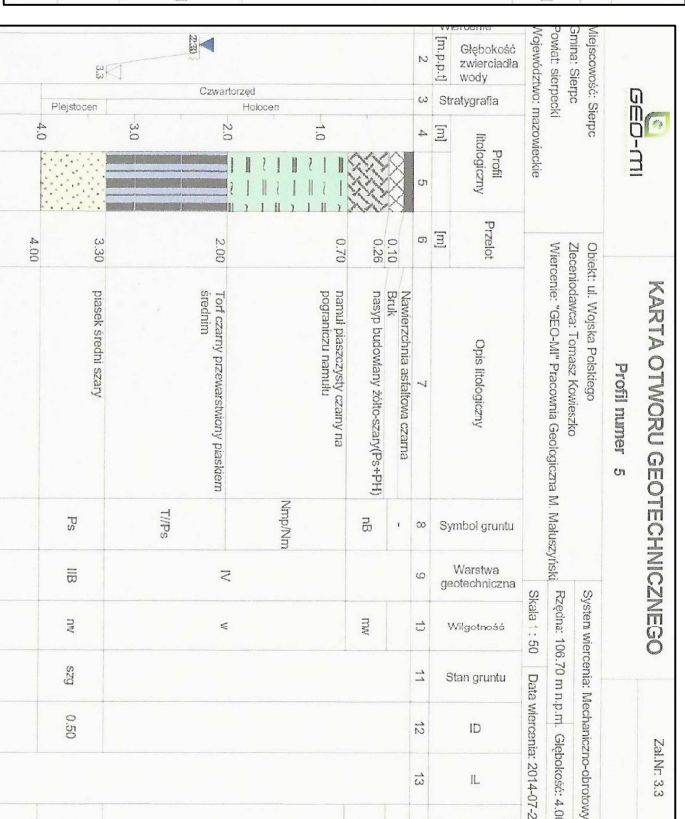 GEO-MI
KARTA OTWORU GEOTECHNICZNEGO
Profil numer 5
Zał.Nr: 3.3
Miejscowość: Sierpc
Gmina: Sierpc
Powiat: sierpecki
Województwo: mazowieckie
Obiekt: ul. Wojska Polskiego
Zleceniodawca: Tomasz Kowieszko
Wiercenie: "GEO-MI" Pracownia Geologiczna M. Małuszyński
System wiercenia: Mechaniczno-obrotowy
Rzędna: 106.70 m n.p.m. Głębokość: 4.00
Skala 1 : 50 Data wiercenia: 2014-07-2
Wiercenia
Głębokość zwierciadła wody
[m.p.p.t]
Stratygrafia
Profil litologiczny
[m]
Przelot
[m]
Opis litologiczny
Symbol gruntu
Warstwa geotechniczna
Wilgotność
Stan gruntu
ID
IL
2 3 4 5 6 7 8 9 10 11 12 13
Czwartorzęd
Holocen
Plejstocen
3.3
1.0
2.0
3.0
4.0
0.10
0.26
0.70
2.00
3.30
4.00
Nawierzchnia asfaltowa czarna
Bruk
nasyp budowlany żółto-szary(Ps+PH)
namuł piaszczysty czarny na
pograniczu namułu
Torf czarny przewarstwiony piaskiem
średnim
piasek średni szary
-
nB
mw
Nmp/Nm
T//Ps
IV
w
Ps
IIB
nw
szg
0.50